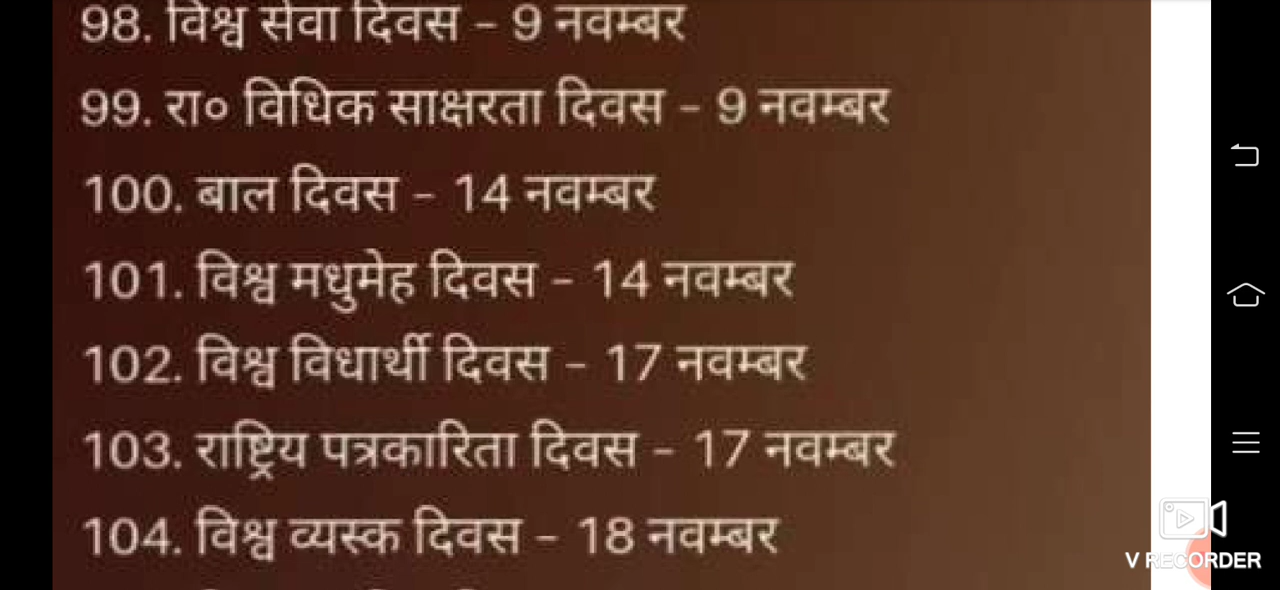 98. विश्व सेवा दिवस – 9 नवम्बर
99. रा० विधिक साक्षरता दिवस – 9 नवम्बर
100. बाल दिवस – 14 नवम्बर
101. विश्व मधुमेह दिवस – 14 नवम्बर
102. विश्व विधार्थी दिवस – 17 नवम्बर
103. राष्ट्रिय पत्रकारिता दिवस – 17 नवम्बर
104. विश्व व्यस्क दिवस – 18 नवम्बर
V RECORDER